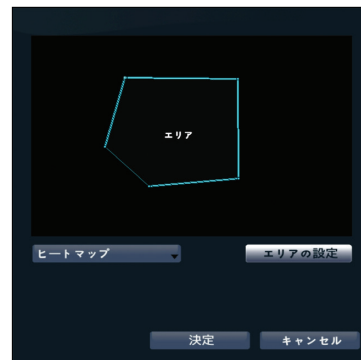 エリア
ヒートマップ
エリアの設定
決定
キャンセル